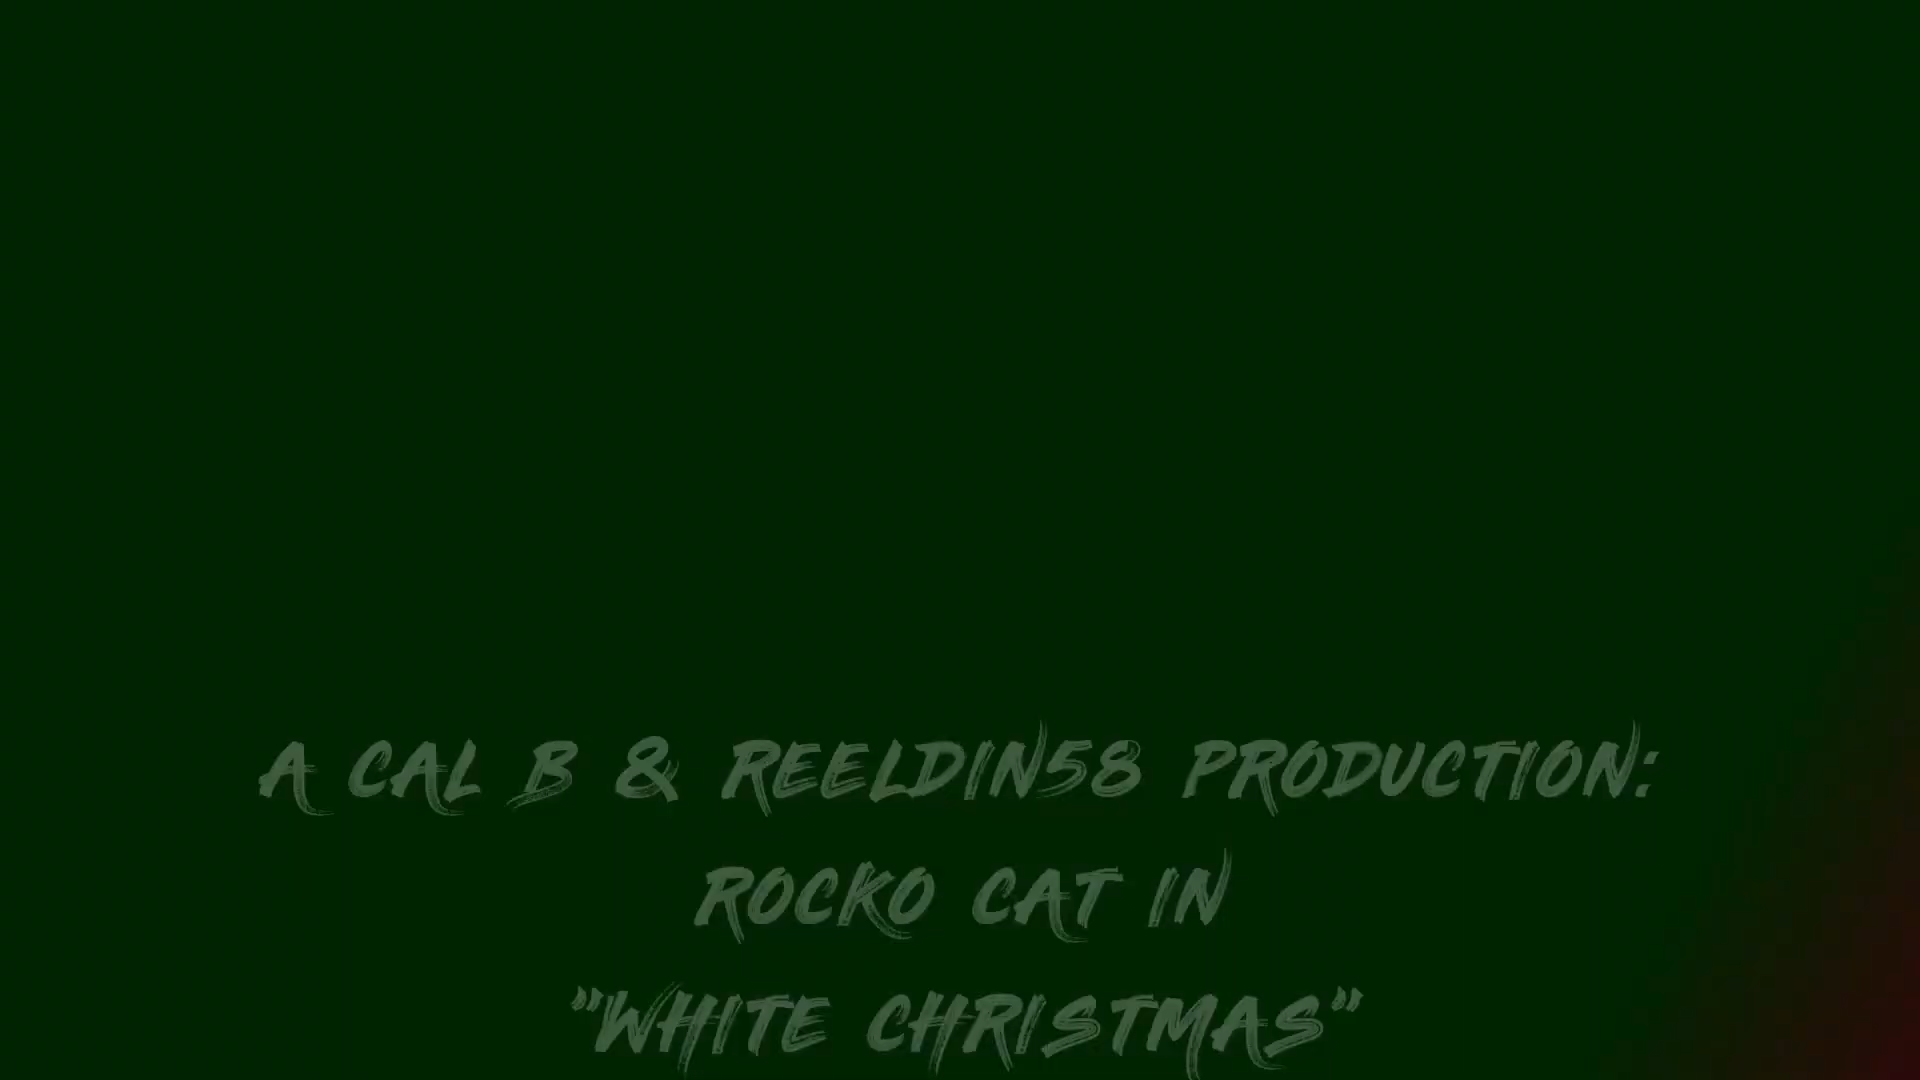 A CAL B & REELDIN58 PRODUCTION:
ROCKO CAT IN
"WHITE CHRISTMAS"